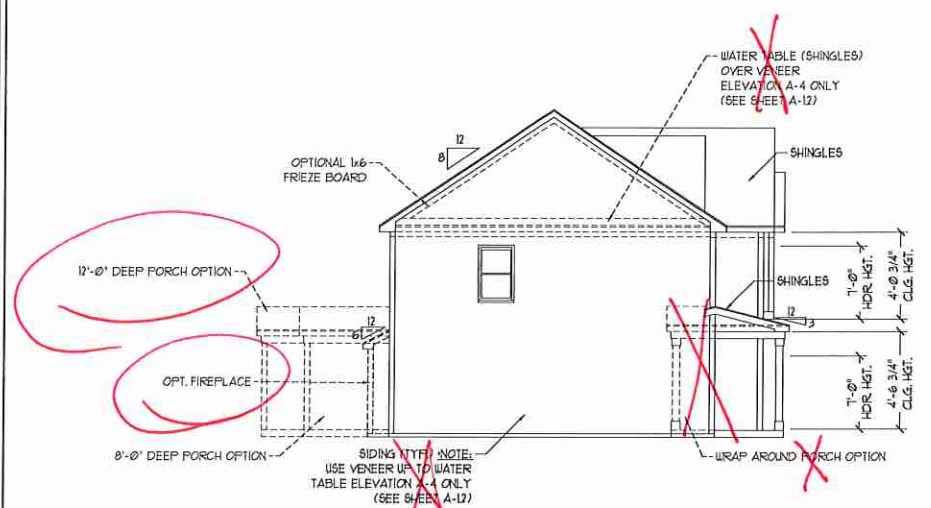 WATER TABLE (SHINGLES)
OVER VENEER
ELEVATION A-4 ONLY
(SEE SHEET A-12)
12
8
OPTIONAL 1x6
FRIEZE BOARD
SHINGLES
12'-0" DEEP PORCH OPTION
7'-0"
HDR. HGT.
4'-0 3/4"
CLG. HGT.
SHINGLES
12
3
12
6
OPT. FIREPLACE
7'-0"
HDR. HGT.
4'-6 3/4"
CLG. HGT.
8'-0" DEEP PORCH OPTION
SIDING (TYP.) NOTE:
USE VENEER UP TO WATER
TABLE ELEVATION A-4 ONLY
(SEE SHEET A-12)
WRAP AROUND PORCH OPTION